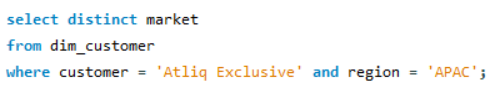 select distinct market
from dim_customer
where customer = 'Atliq Exclusive' and region = 'APAC';